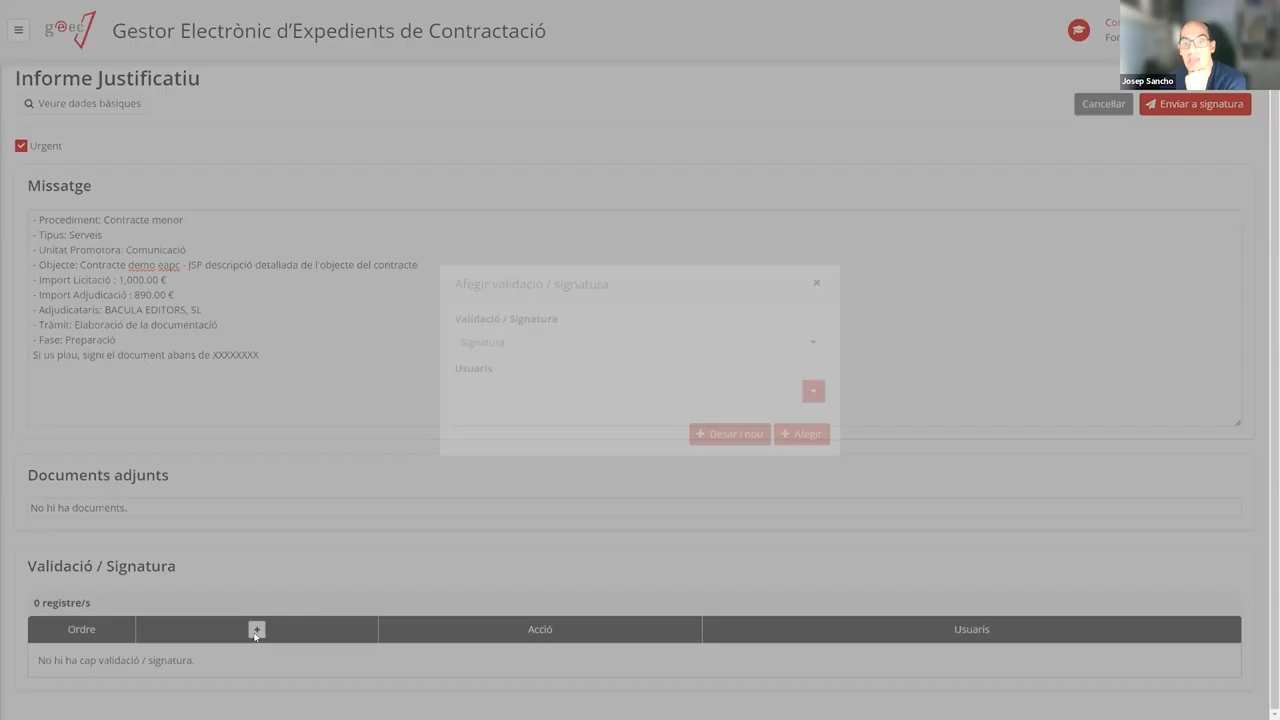 geec
Gestor Electrònic d'Expedients de Contractació
Josep Sancho
Informe Justificatiu
Veure dades bàsiques
Cancel·lar
Enviar a signatura
Urgent
Missatge
- Procediment: Contracte menor
- Tipus: Serveis
- Unitat Promotora: Comunicació
- Objecte: Contracte demo eapc - JSP descripció detallada de l'objecte del contracte
- Import Licitació : 1,000.00 €
- Import Adjudicació : 890.00 €
- Adjudicataris: BACULA EDITORS, SL
- Tràmit: Elaboració de la documentació
- Fase: Preparació
Si us plau, signi el document abans de XXXXXXXX
Afegir validacio / signatura
Validació / Signatura
Signatura
Usuaris
Desar i nou
Afegir
Documents adjunts
No hi ha documents.
Validació / Signatura
0 registre/s
Ordre
Acció
Usuaris
No hi ha cap validació / signatura.